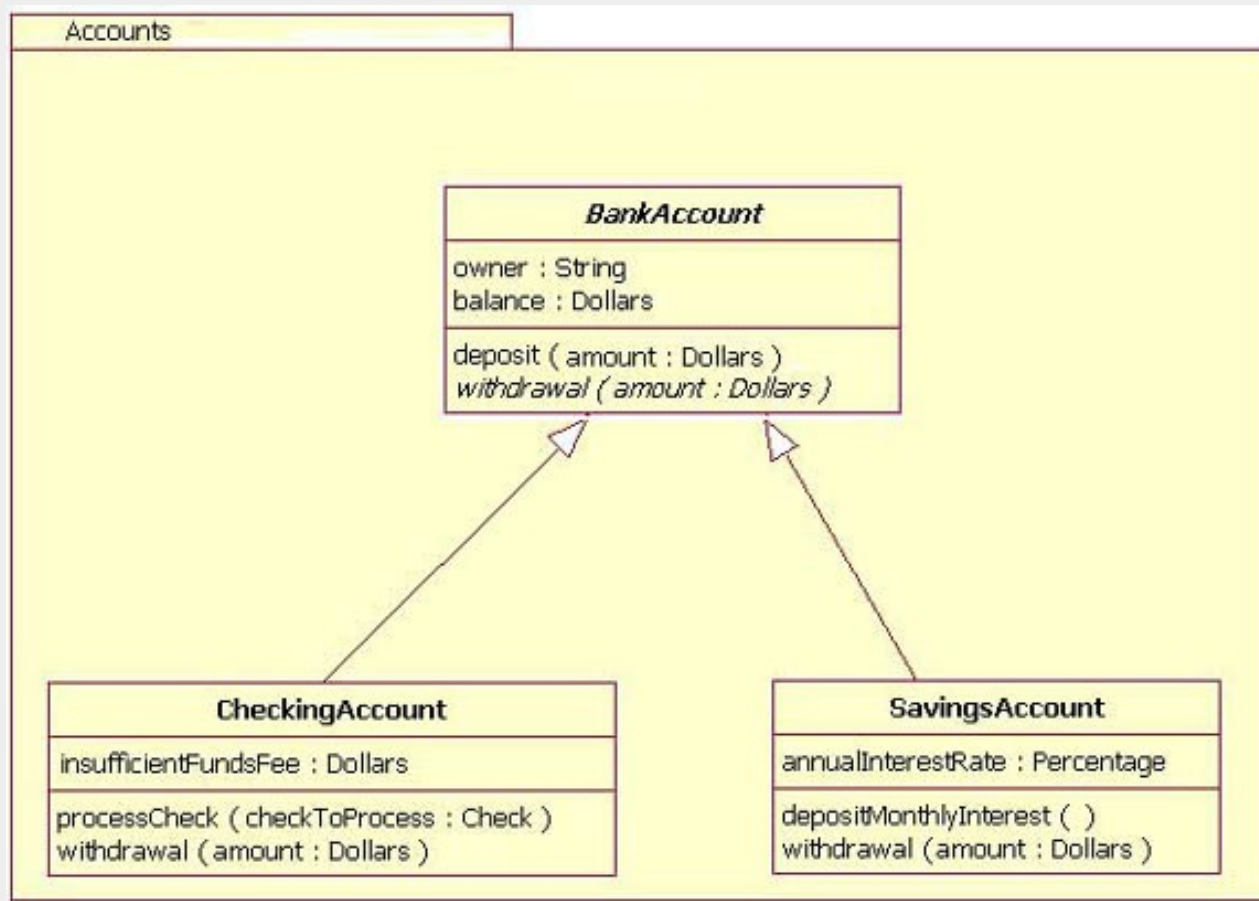 Accounts
BankAccount
owner : String
balance : Dollars
deposit ( amount : Dollars )
withdrawal ( amount : Dollars )
CheckingAccount
insufficientFundsFee : Dollars
processCheck ( checkToProcess : Check )
withdrawal ( amount : Dollars )
SavingsAccount
annualInterestRate : Percentage
depositMonthlyInterest ( )
withdrawal ( amount : Dollars )